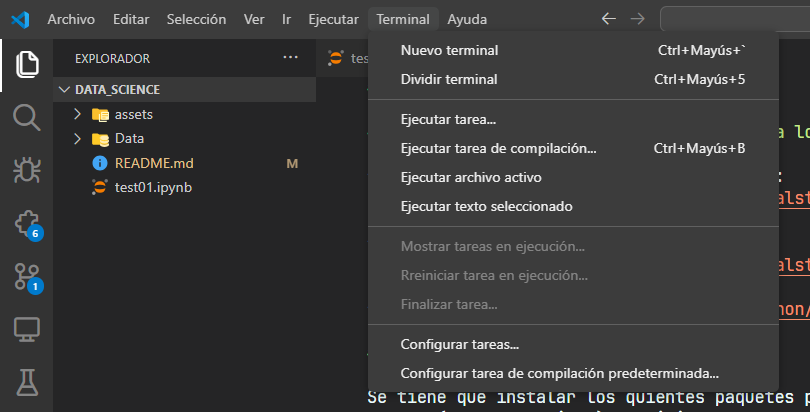 Archivo Editar Selección Ver Ir Ejecutar Terminal Ayuda
EXPLORADOR
DATA_SCIENCE
assets
Data
README.md M
test01.ipynb
6
1
te
Nuevo terminal Ctrl+Mayús+`
Dividir terminal Ctrl+Mayús+5
Ejecutar tarea...
Ejecutar tarea de compilación... Ctrl+Mayús+B
Ejecutar archivo activo
Ejecutar texto seleccionado
Mostrar tareas en ejecución...
Rreiniciar tarea en ejecución...
Finalizar tarea...
Configurar tareas...
Configurar tarea de compilación predeterminada...
a lo
:
alst
alst
non/
Se tiene que instalar los quientes paquetes p